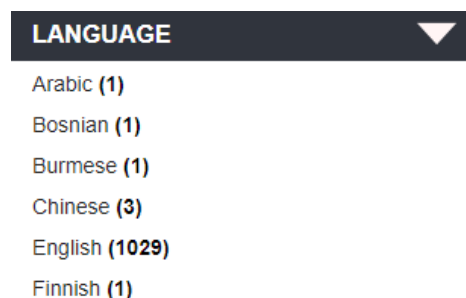 LANGUAGE
Arabic (1)
Bosnian (1)
Burmese (1)
Chinese (3)
English (1029)
Finnish (1)